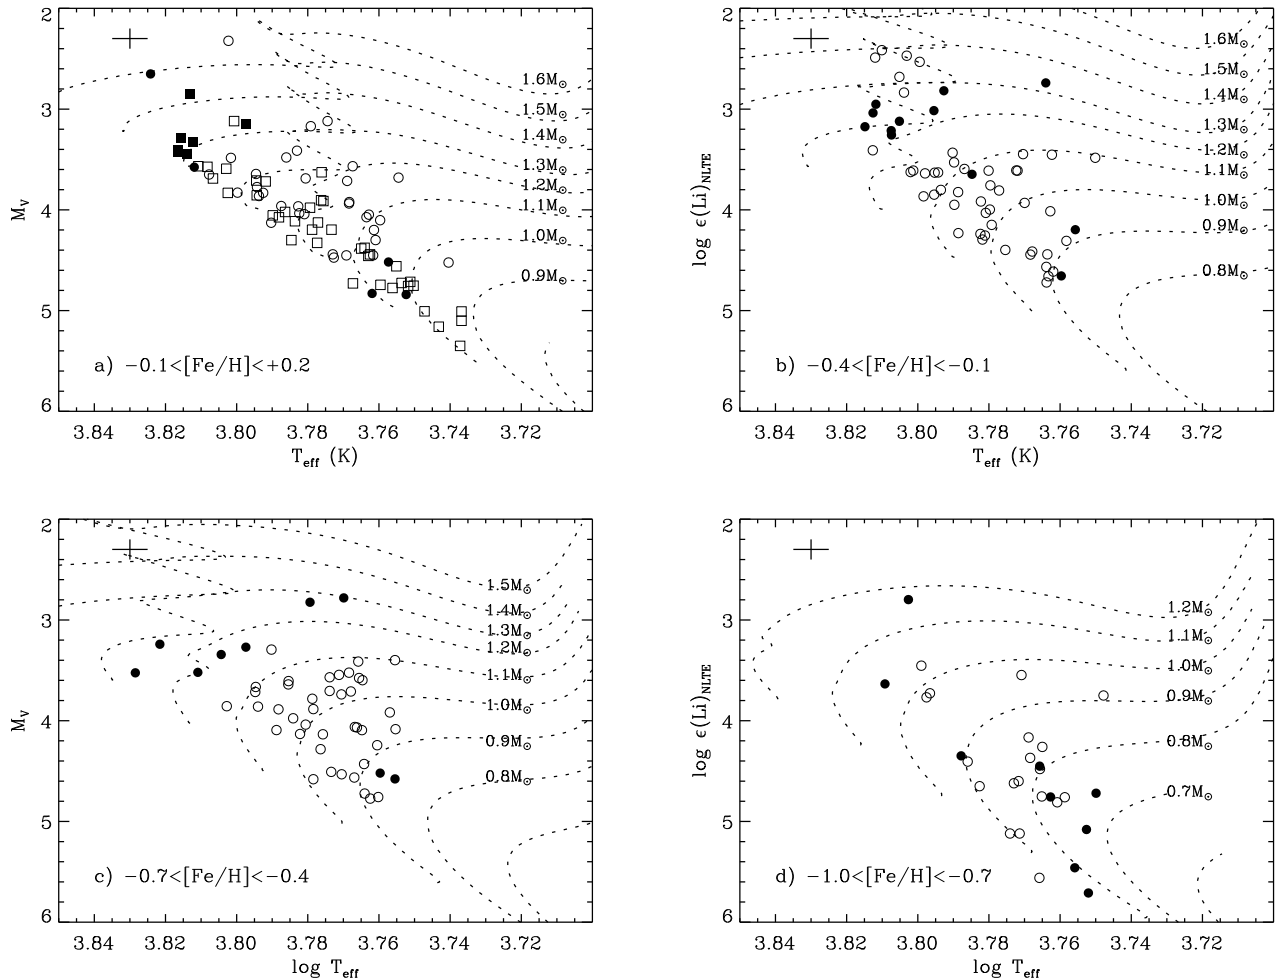 2
3
4
5
6
M_V
1.6M⊙
1.5M⊙
1.4M⊙
1.3M⊙
1.2M⊙
1.1M⊙
1.0M⊙
0.9M⊙
a) −0.1<[Fe/H]<+0.2
3.84 3.82 3.80 3.78 3.76 3.74 3.72
T_eff (K)
2
3
4
5
6
log ϵ(Li)_NLTE
1.6M⊙
1.5M⊙
1.4M⊙
1.3M⊙
1.2M⊙
1.1M⊙
1.0M⊙
0.9M⊙
0.8M⊙
b) −0.4<[Fe/H]<−0.1
3.84 3.82 3.80 3.78 3.76 3.74 3.72
T_eff (K)
2
3
4
5
6
M_V
1.5M⊙
1.4M⊙
1.3M⊙
1.2M⊙
1.1M⊙
1.0M⊙
0.9M⊙
0.8M⊙
c) −0.7<[Fe/H]<−0.4
3.84 3.82 3.80 3.78 3.76 3.74 3.72
log T_eff
2
3
4
5
6
log ϵ(Li)_NLTE
1.2M⊙
1.1M⊙
1.0M⊙
0.9M⊙
0.8M⊙
0.7M⊙
d) −1.0<[Fe/H]<−0.7
3.84 3.82 3.80 3.78 3.76 3.74 3.72
log T_eff